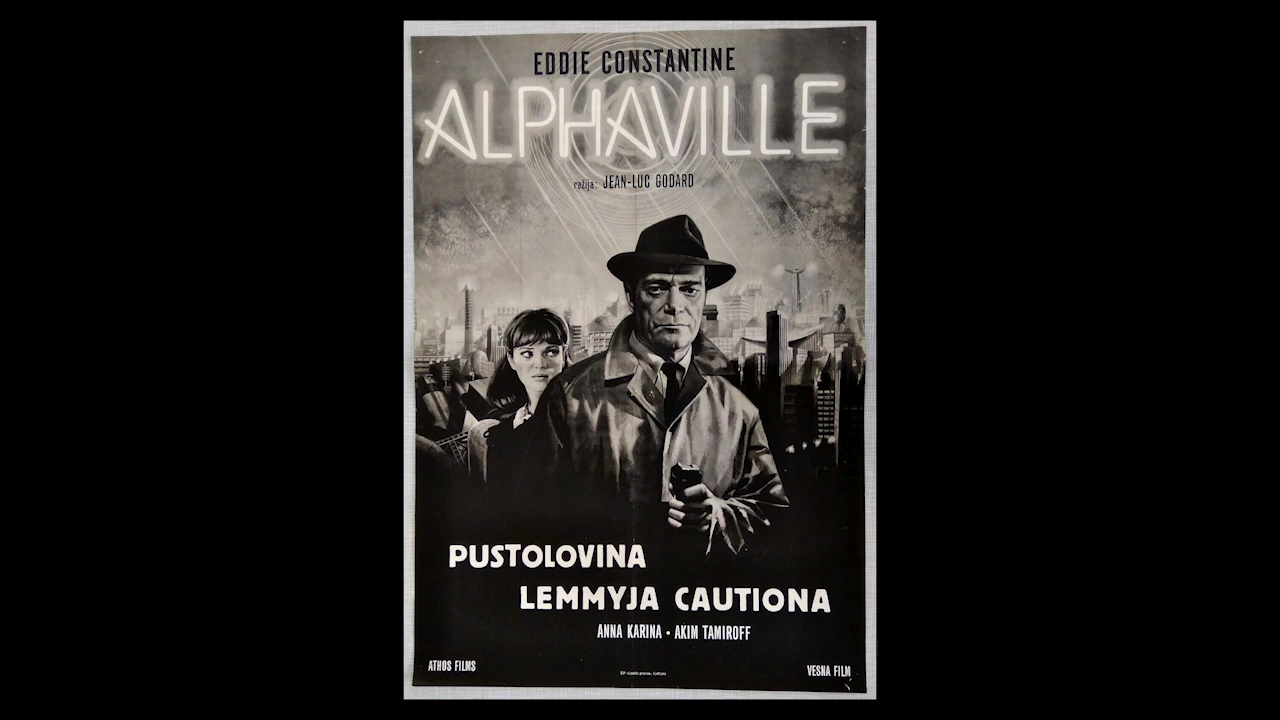 EDDIE CONSTANTINE
ALPHAVILLE
režija: JEAN-LUC GODARD
PUSTOLOVINA
LEMMYJA CAUTIONA
ANNA KARINA • AKIM TAMIROFF
ATHOS FILMS
VESNA FILM